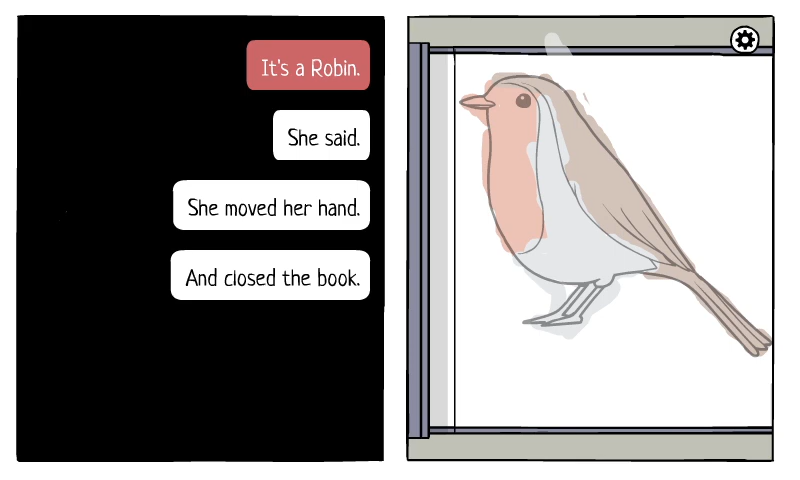 It's a Robin.
She said.
She moved her hand.
And closed the book.